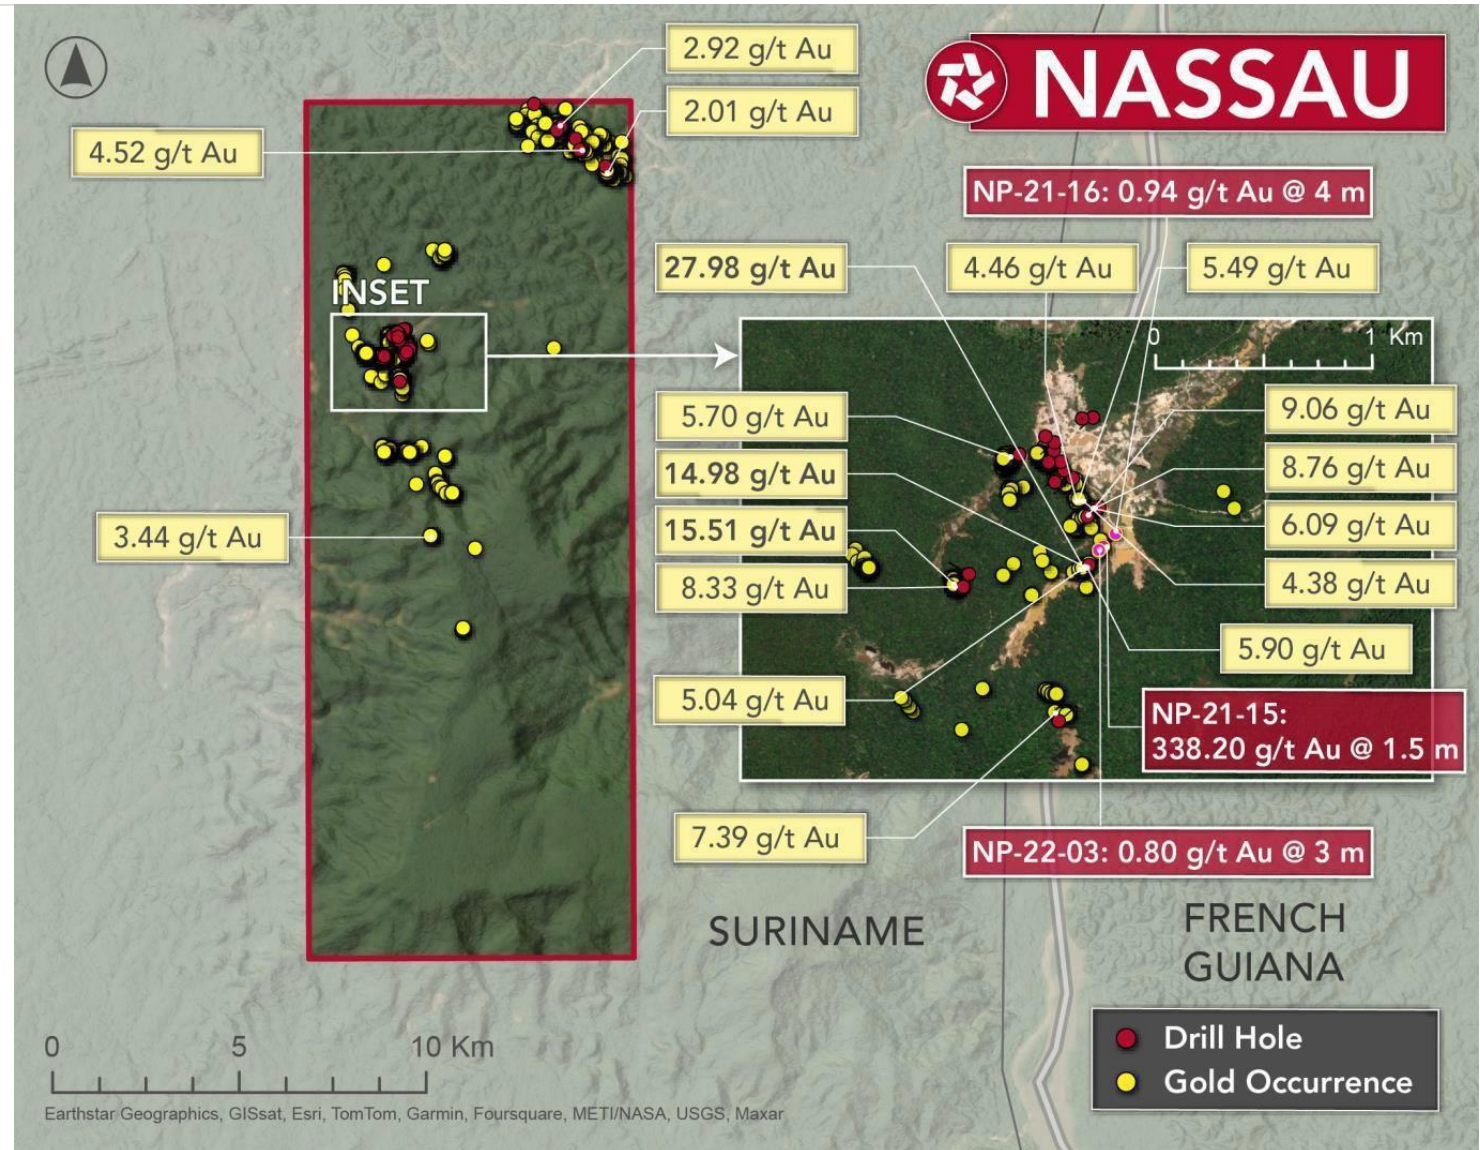 NASSAU
2.92 g/t Au
2.01 g/t Au
4.52 g/t Au
NP-21-16: 0.94 g/t Au @ 4 m
27.98 g/t Au
4.46 g/t Au
5.49 g/t Au
INSET
0 1 Km
5.70 g/t Au
9.06 g/t Au
14.98 g/t Au
8.76 g/t Au
15.51 g/t Au
6.09 g/t Au
3.44 g/t Au
8.33 g/t Au
4.38 g/t Au
5.90 g/t Au
5.04 g/t Au
NP-21-15:
338.20 g/t Au @ 1.5 m
7.39 g/t Au
NP-22-03: 0.80 g/t Au @ 3 m
SURINAME
FRENCH
GUIANA
0 5 10 Km
Drill Hole
Gold Occurrence
Earthstar Geographics, GISsat, Esri, TomTom, Garmin, Foursquare, METI/NASA, USGS, Maxar